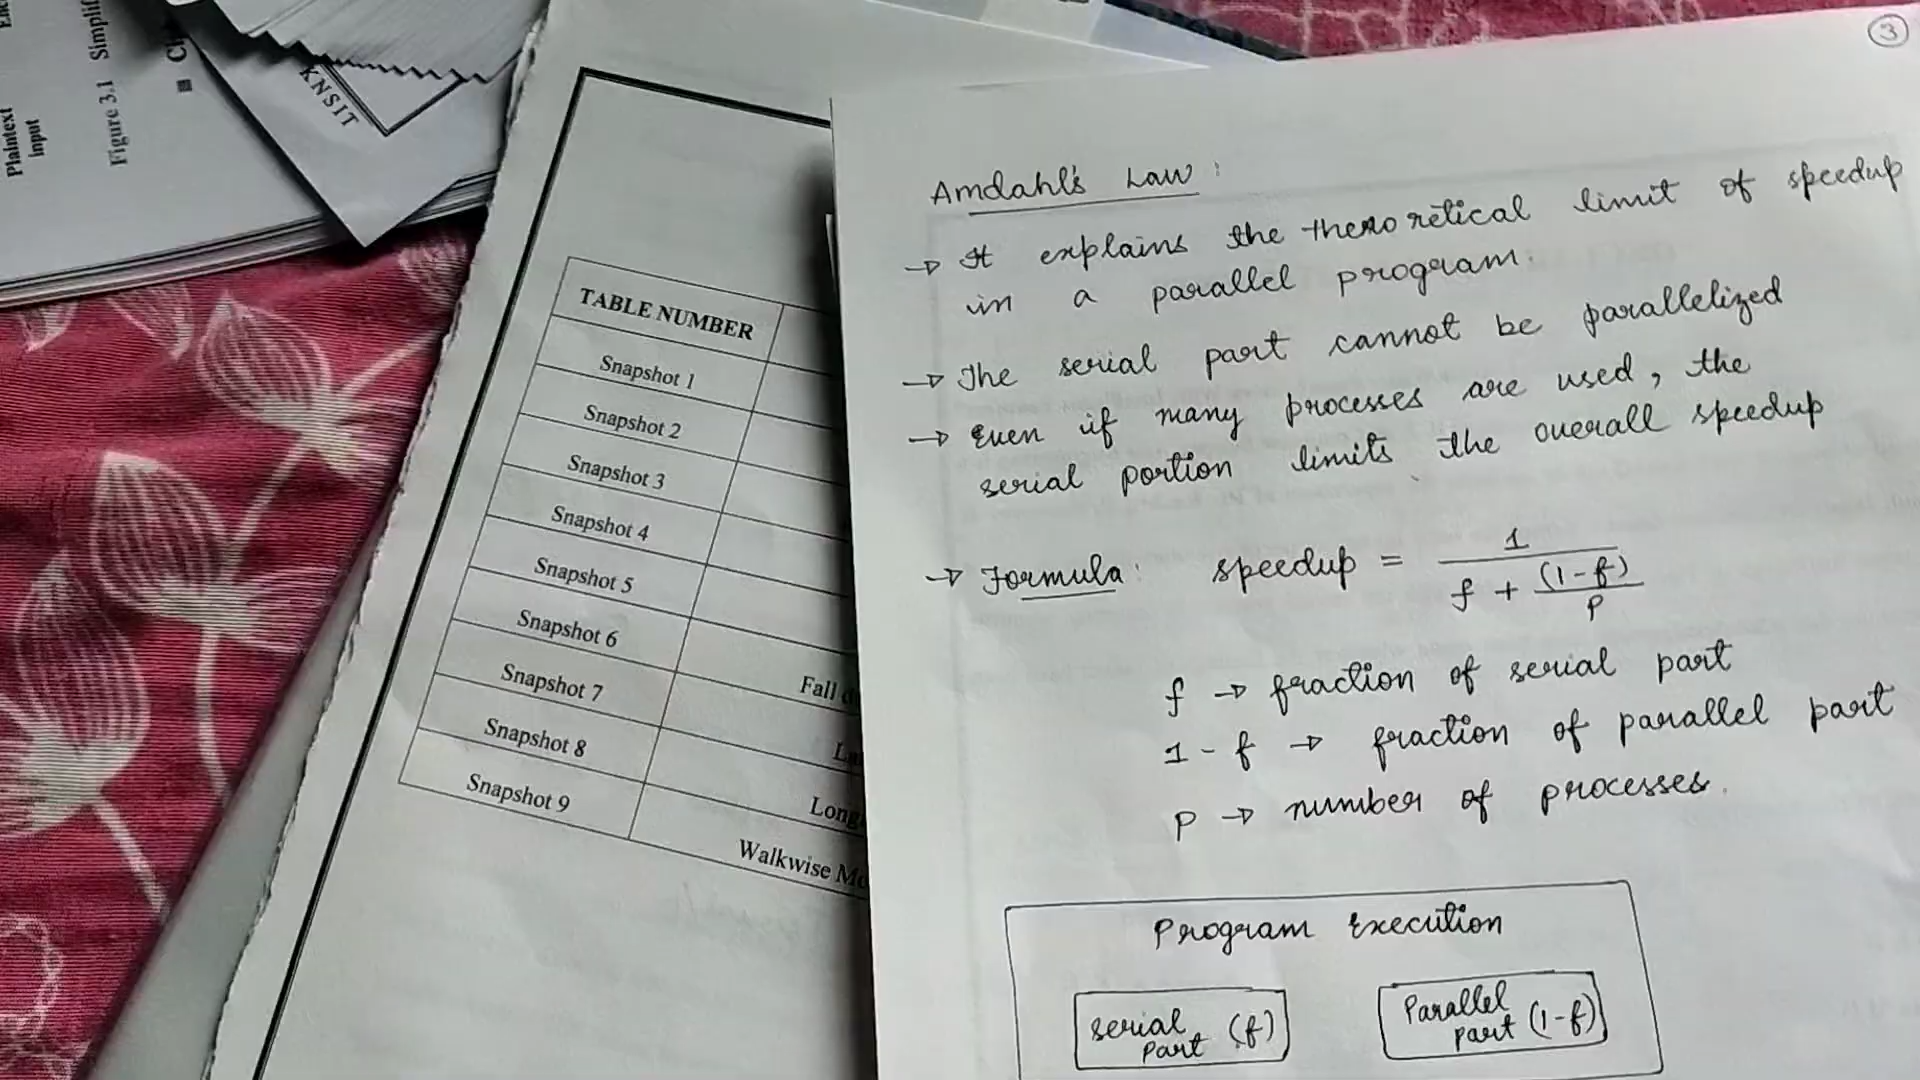 Plaintext
input
Figure 3.1
KNSIT
TABLE NUMBER
Snapshot 1
Snapshot 2
Snapshot 3
Snapshot 4
Snapshot 5
Snapshot 6
Snapshot 7
Snapshot 8
Snapshot 9
Fall
Walkwise
3
Amdahl's Law :
→ It explains the theroretical limit of speedup
in a parallel program.
→ The serial part cannot be parallelized
→ Even if many processes are used, the
serial portion limits the overall speedup
→ Formula : speedup = 1 / (f + (1-f)/P)
f → fraction of serial part
1 - f → fraction of parallel part
P → number of processes.
Program Execution
serial part (f)
Parallel part (1-f)